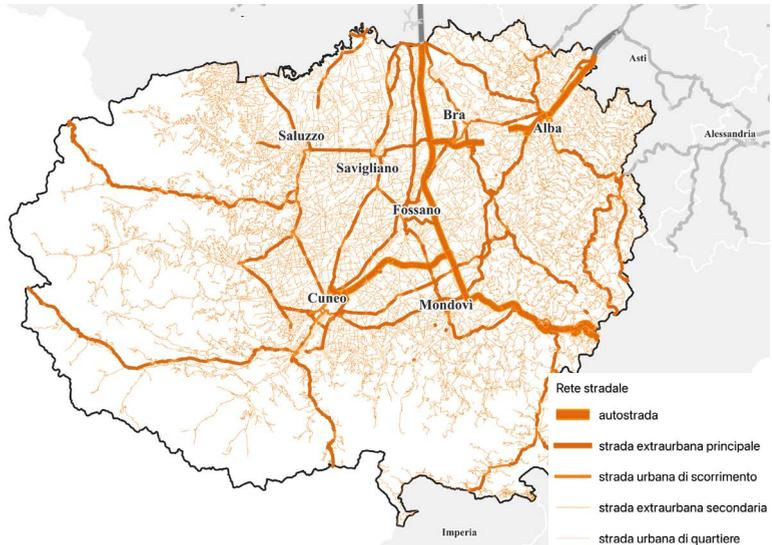 Asti
Bra
Alba
Alessandria
Saluzzo
Savigliano
Fossano
Cuneo
Mondovì
Rete stradale
autostrada
strada extraurbana principale
strada urbana di scorrimento
strada extraurbana secondaria
strada urbana di quartiere
Imperia